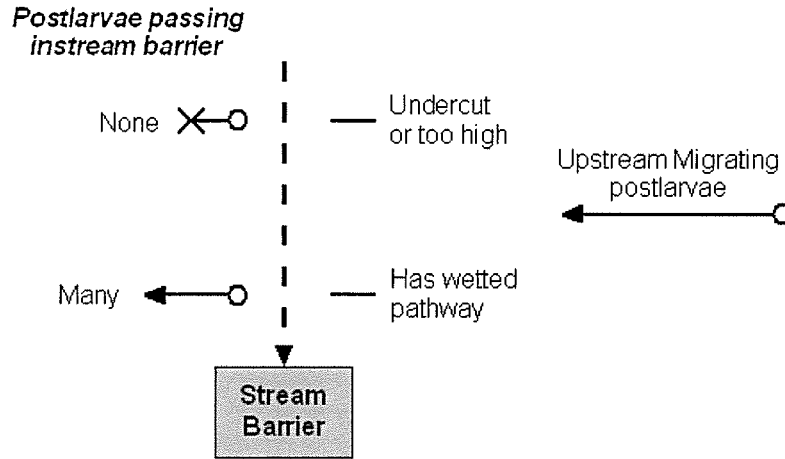 Postlarvae passing
instream barrier
None
Undercut
or too high
Upstream Migrating
postlarvae
Many
Has wetted
pathway
Stream
Barrier